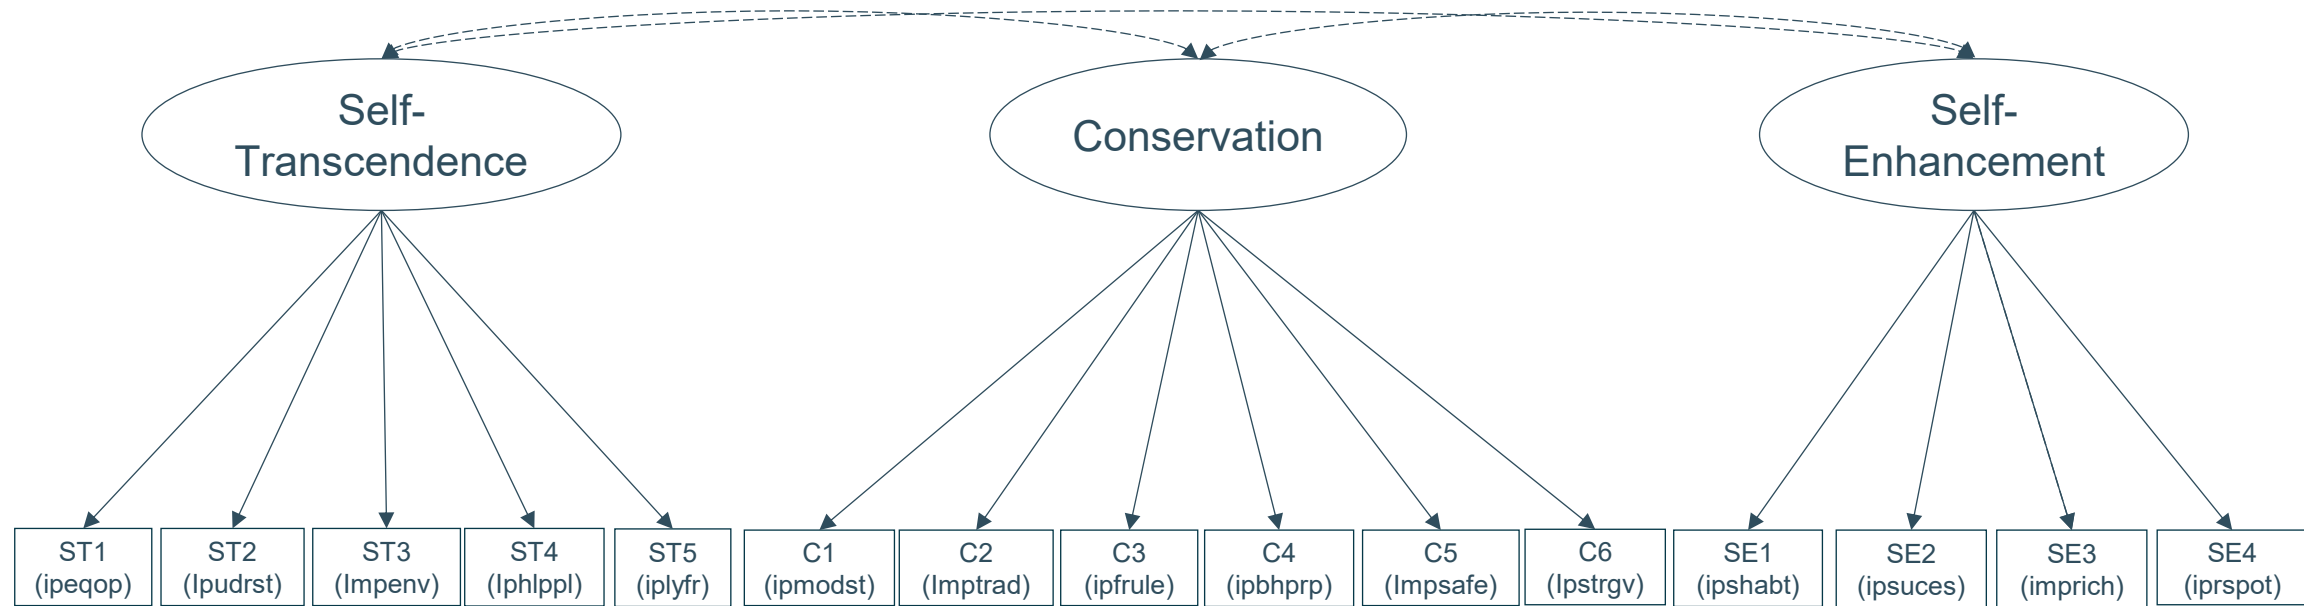 Self-
Transcendence
Conservation
Self-
Enhancement
ST1
(ipeqop)
ST2
(Ipudrst)
ST3
(Impenv)
ST4
(Iphlppl)
ST5
(iplyfr)
C1
(ipmodst)
C2
(Imptrad)
C3
(ipfrule)
C4
(ipbhprp)
C5
(Impsafe)
C6
(Ipstrgv)
SE1
(ipshabt)
SE2
(ipsuces)
SE3
(imprich)
SE4
(iprspot)